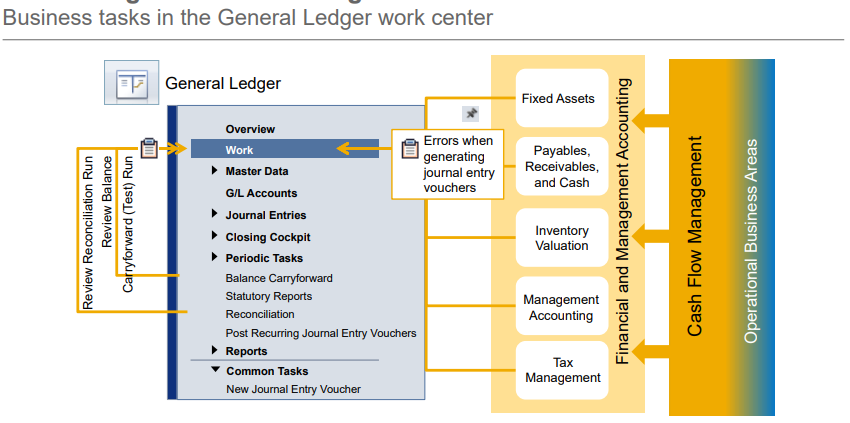 Business tasks in the General Ledger work center
General Ledger
Overview
Work
Master Data
G/L Accounts
Journal Entries
Closing Cockpit
Periodic Tasks
Balance Carryforward
Statutory Reports
Reconciliation
Post Recurring Journal Entry Vouchers
Reports
Common Tasks
New Journal Entry Voucher
Review Reconciliation Run
Review Balance
Carryforward (Test) Run
Errors when
generating
journal entry
vouchers
Fixed Assets
Payables,
Receivables,
and Cash
Inventory
Valuation
Management
Accounting
Tax
Management
Financial and Management Accounting
Cash Flow Management
Operational Business Areas